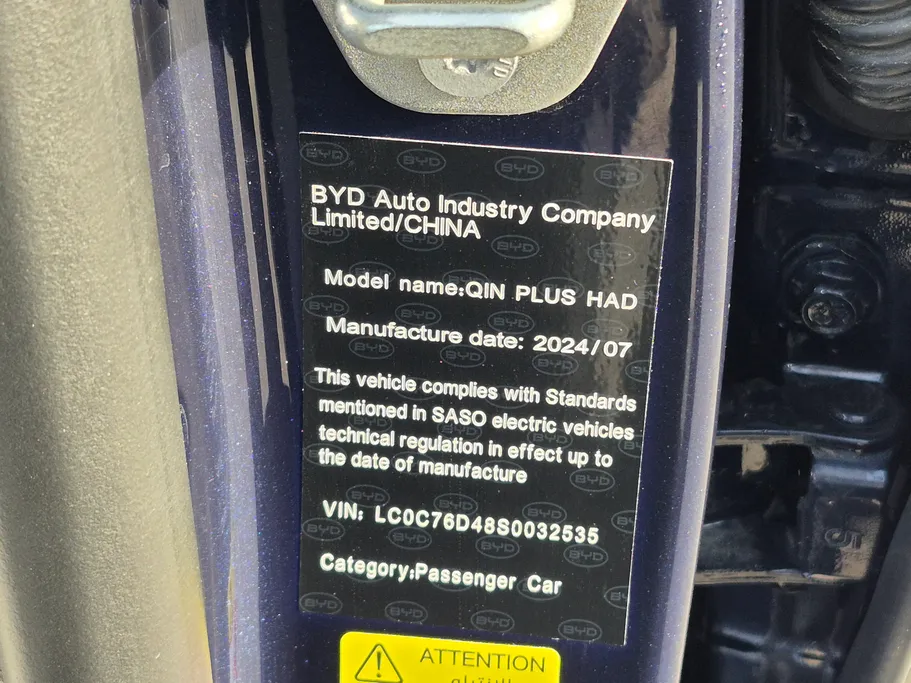 BYD Auto Industry Company
Limited/CHINA
Model name:QIN PLUS HAD
Manufacture date: 2024/07
This vehicle complies with Standards
mentioned in SASO electric vehicles
technical regulation in effect up to
the date of manufacture
VIN: LC0C76D48S0032535
Category:Passenger Car
ATTENTION